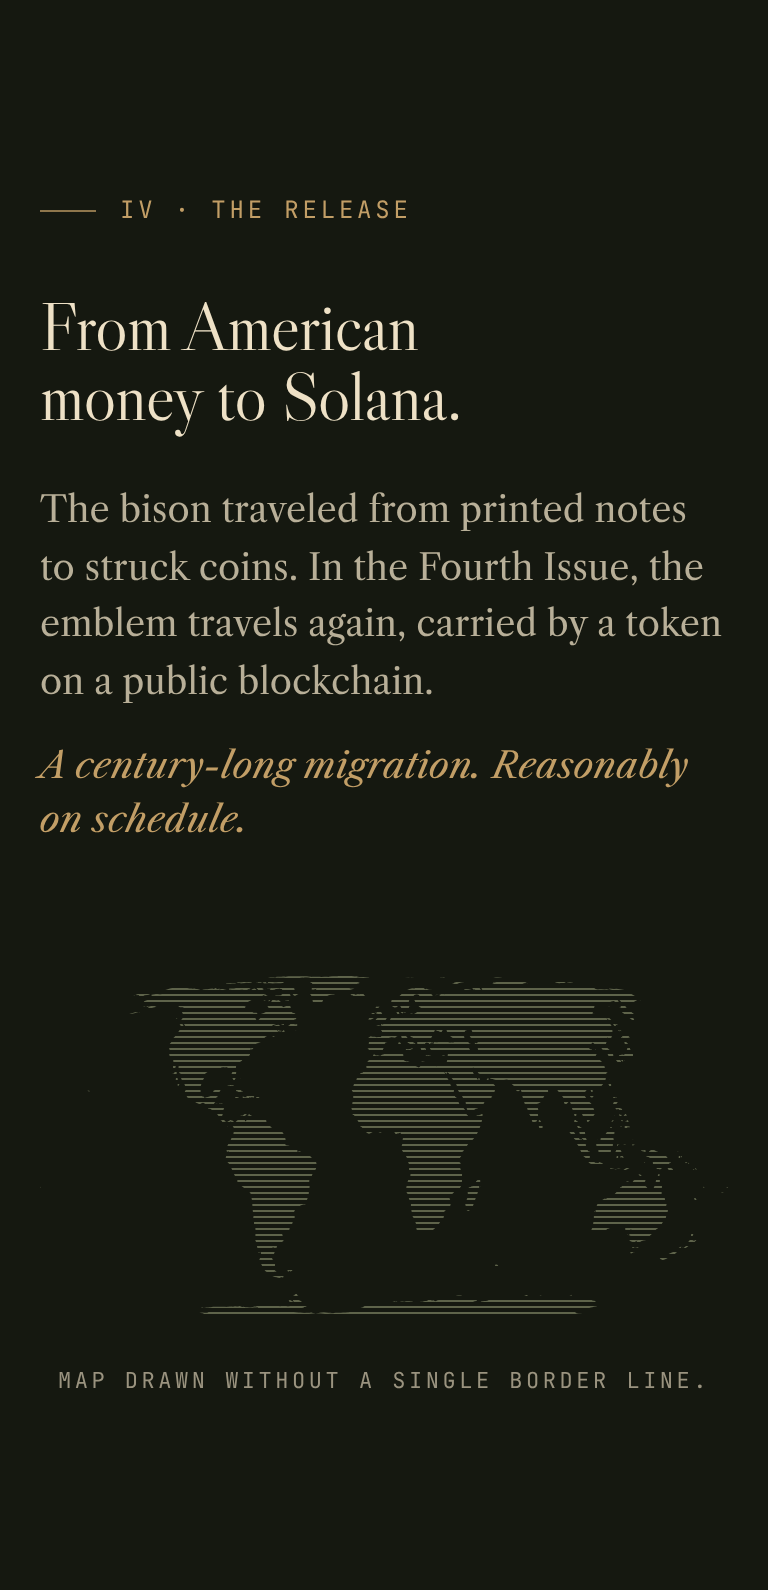 IV · THE RELEASE
From American
money to Solana.
The bison traveled from printed notes
to struck coins. In the Fourth Issue, the
emblem travels again, carried by a token
on a public blockchain.
A century-long migration. Reasonably
on schedule.
MAP DRAWN WITHOUT A SINGLE BORDER LINE.